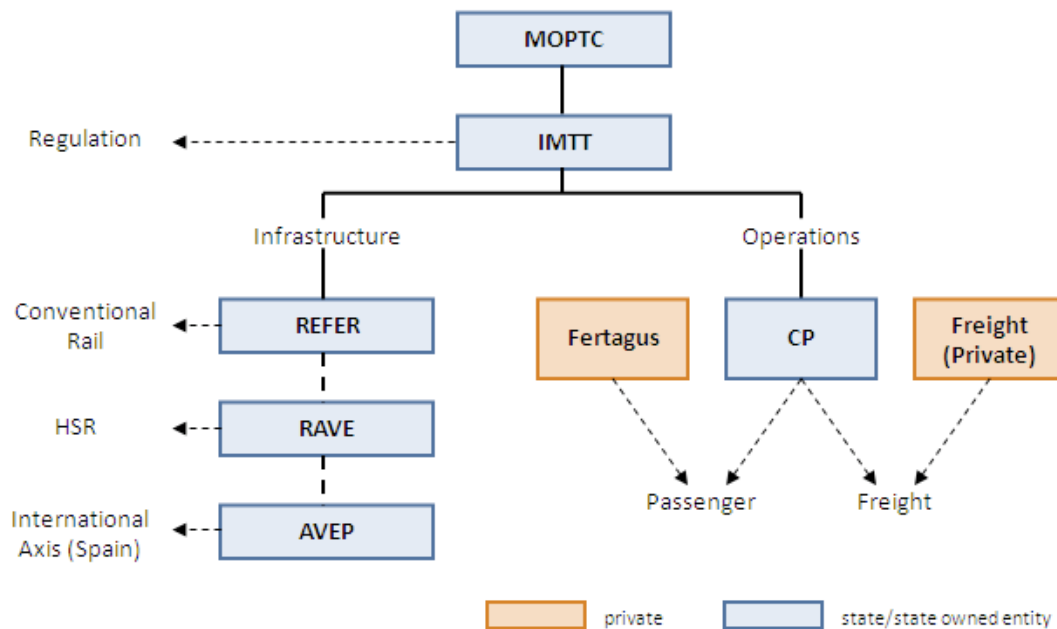 MOPTC
Regulation
IMTT
Infrastructure
Operations
Conventional
Rail
REFER
Fertagus
CP
Freight
(Private)
HSR
RAVE
Passenger
Freight
International
Axis (Spain)
AVEP
private
state/state owned entity